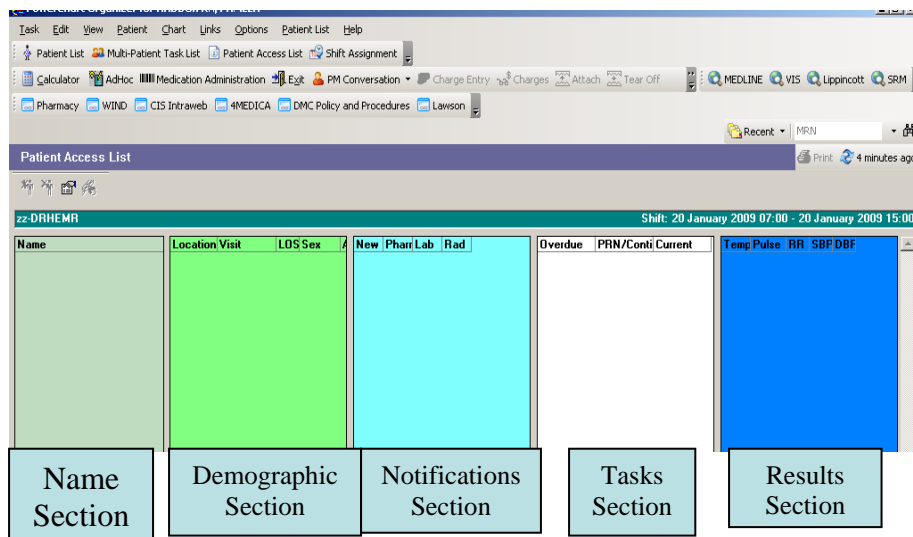 Task Edit View Patient Chart Links Options Patient List Help
Patient List Multi-Patient Task List Patient Access List Shift Assignment
Calculator AdHoc Medication Administration Exit PM Conversation Charge Entry Charges Attach Tear Off MEDLINE VIS Lippincott SRM
Pharmacy WIND CIS Intraweb 4MEDICA DMC Policy and Procedures Lawson
Recent MRN
Patient Access List Print 4 minutes ago
zz-DRHEMR Shift: 20 January 2009 07:00 - 20 January 2009 15:00
Name Location Visit LOS Sex New Pharr Lab Rad Overdue PRN/Conti Current Temp Pulse RR SBP DBF
Name Section
Demographic Section
Notifications Section
Tasks Section
Results Section